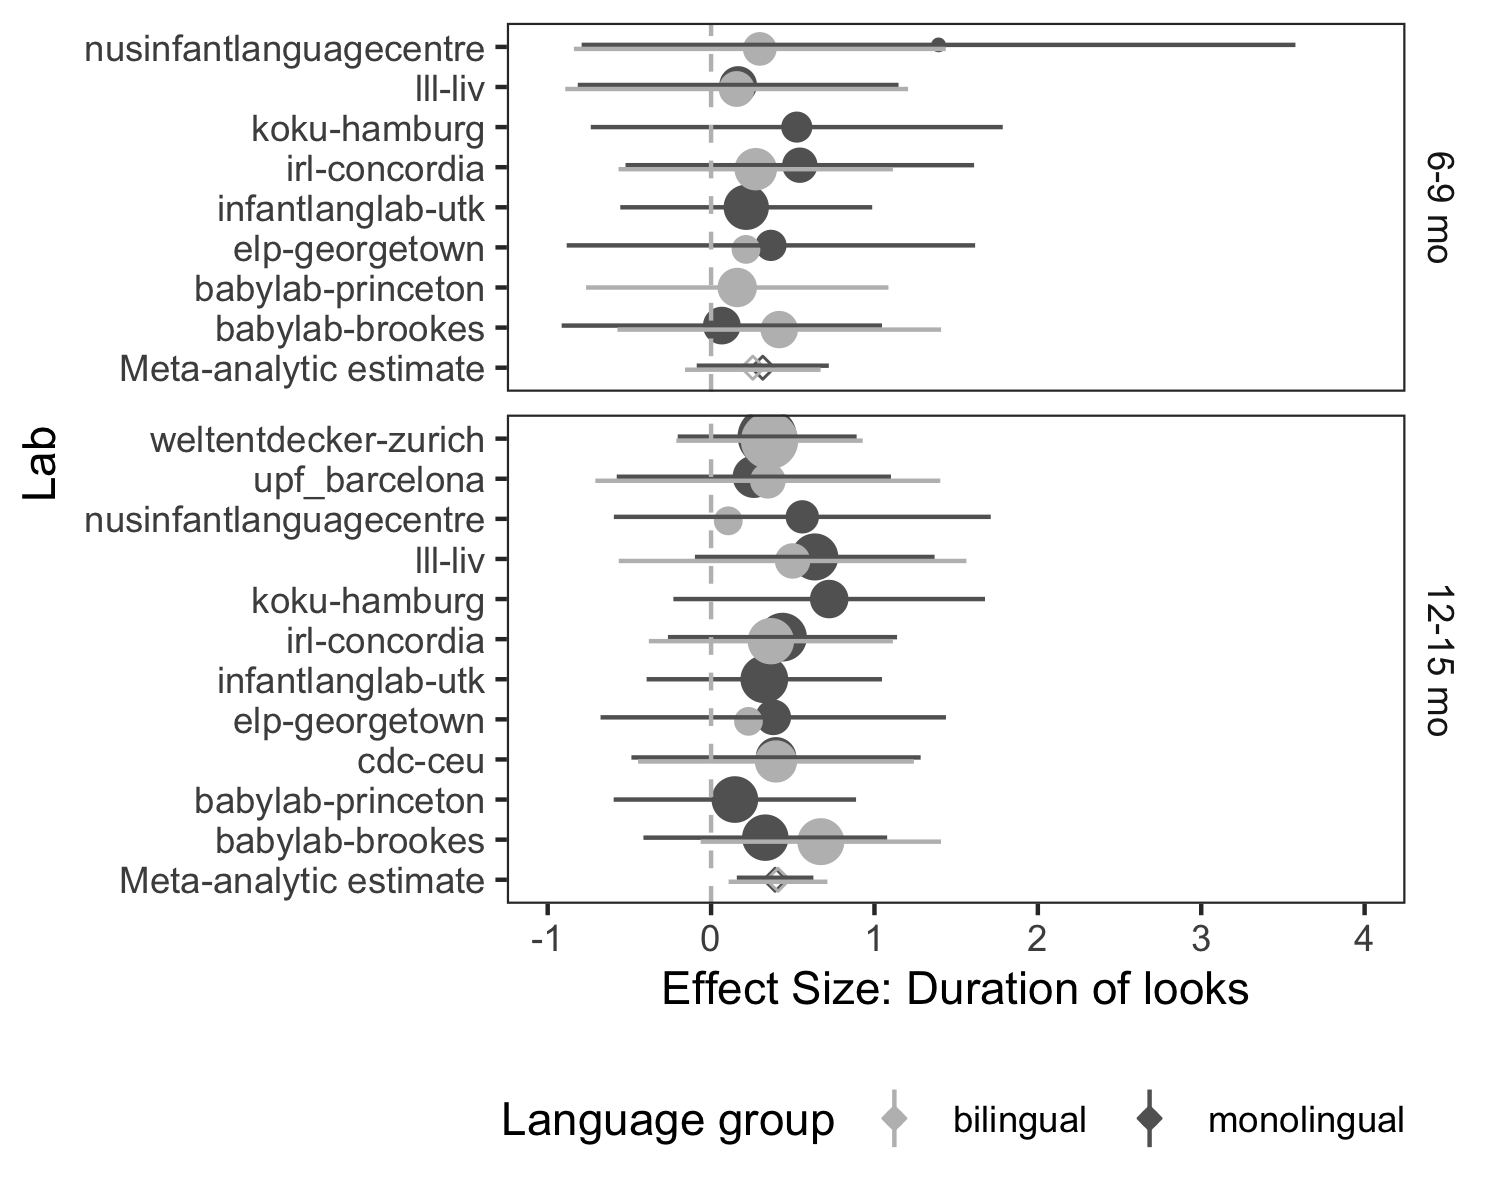 nusinfantlanguagecentre
lll-liv
koku-hamburg
irl-concordia
infantlanglab-utk
elp-georgetown
babylab-princeton
babylab-brookes
Meta-analytic estimate
6-9 mo
weltentdecker-zurich
upf_barcelona
nusinfantlanguagecentre
lll-liv
koku-hamburg
irl-concordia
infantlanglab-utk
elp-georgetown
cdc-ceu
babylab-princeton
babylab-brookes
Meta-analytic estimate
12-15 mo
Lab
-1 0 1 2 3 4
Effect Size: Duration of looks
Language group bilingual monolingual